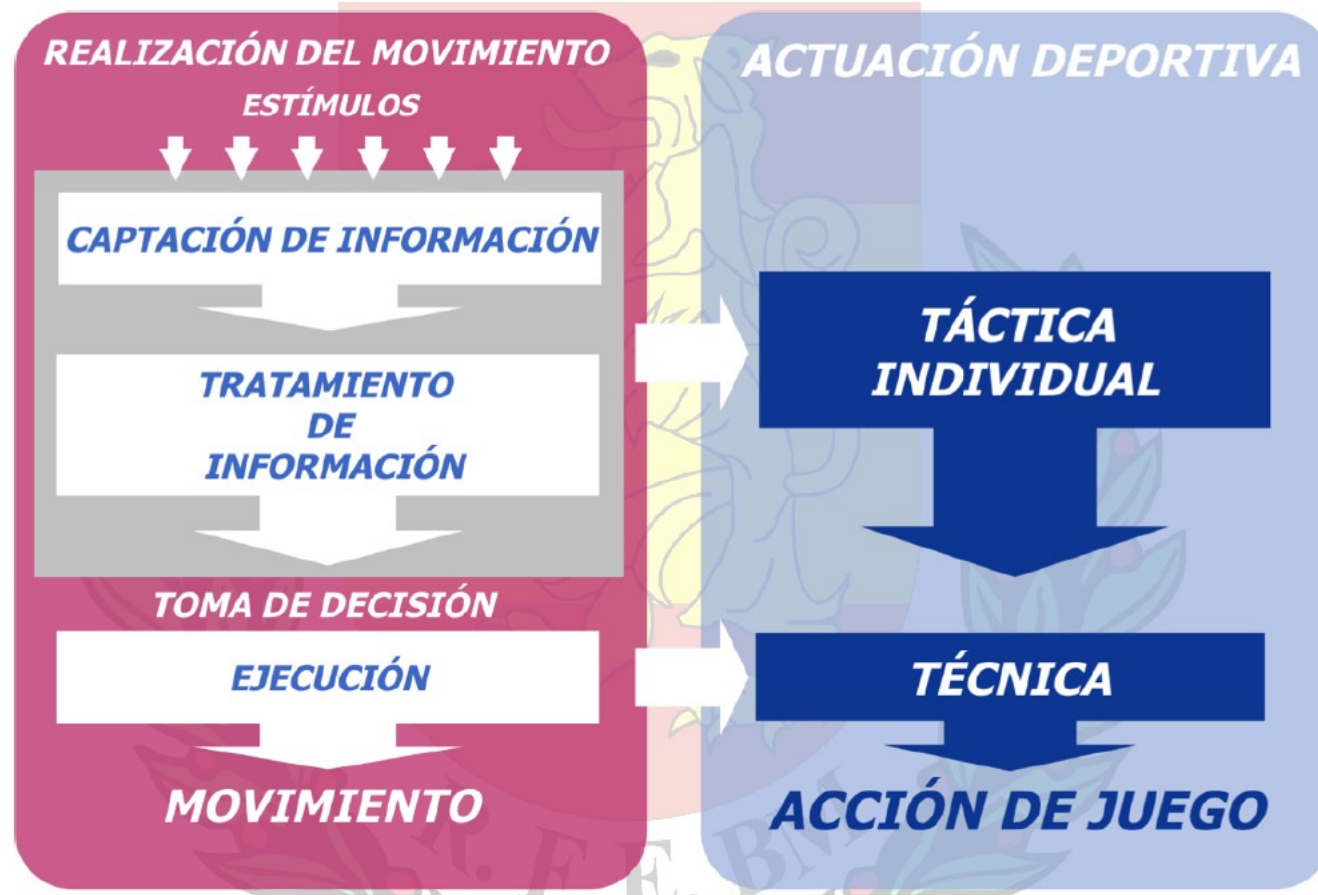 REALIZACIÓN DEL MOVIMIENTO
ESTÍMULOS
CAPTACIÓN DE INFORMACIÓN
TRATAMIENTO
DE
INFORMACIÓN
TOMA DE DECISIÓN
EJECUCIÓN
MOVIMIENTO
ACTUACIÓN DEPORTIVA
TÁCTICA
INDIVIDUAL
TÉCNICA
ACCIÓN DE JUEGO
R. F. E. BM.